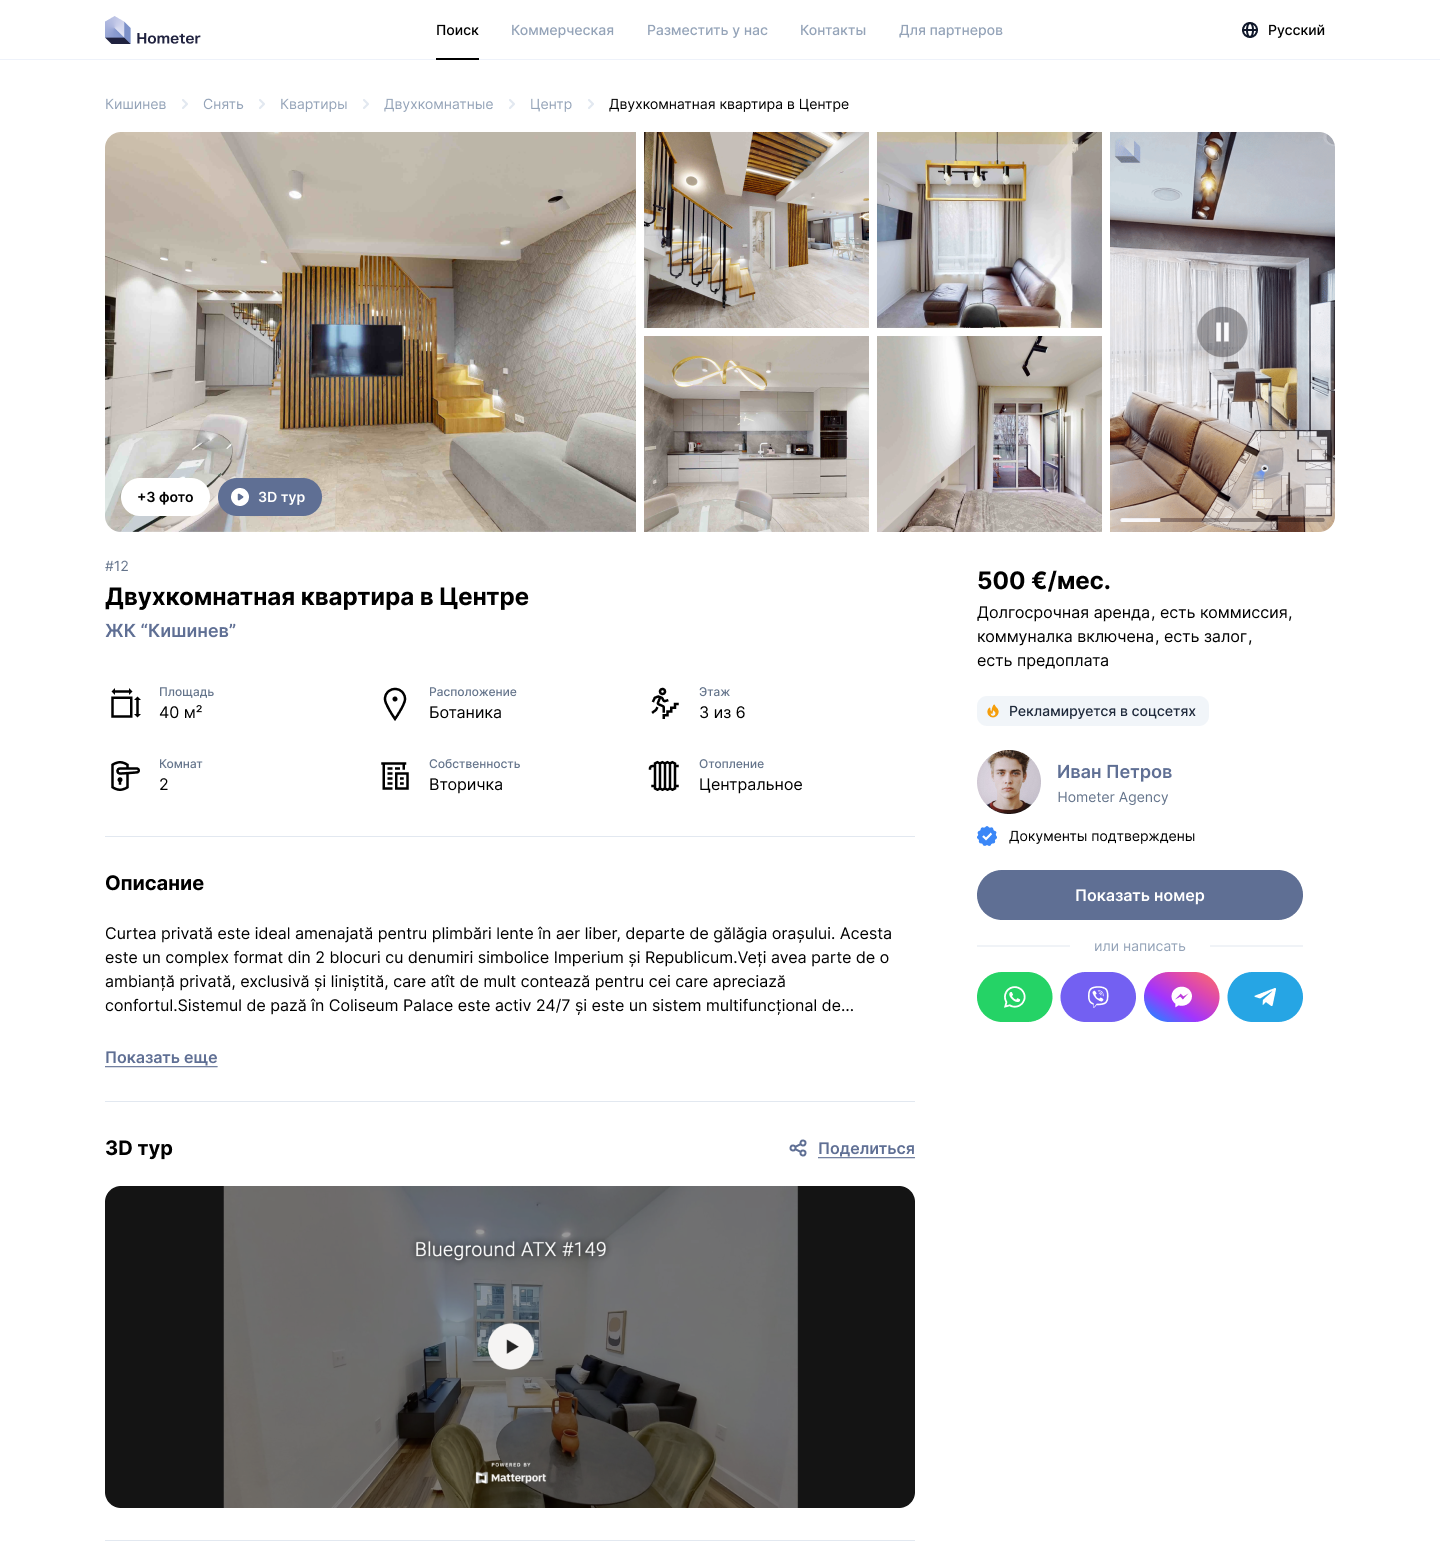 Hometer
Поиск
Коммерческая
Разместить у нас
Контакты
Для партнеров
Русский
Кишинев
Снять
Квартиры
Двухкомнатные
Центр
Двухкомнатная квартира в Центре
+3 фото
3D тур
#12
Двухкомнатная квартира в Центре
ЖК “Кишинев”
Площадь
40 м²
Расположение
Ботаника
Этаж
3 из 6
Комнат
2
Собственность
Вторичка
Отопление
Центральное
Описание
Curtea privată este ideal amenajată pentru plimbări lente în aer liber, departe de gălăgia orașului. Acesta
este un complex format din 2 blocuri cu denumiri simbolice Imperium și Republicum.Veți avea parte de o
ambianță privată, exclusivă și liniștită, care atît de mult contează pentru cei care apreciază
confortul.Sistemul de pază în Coliseum Palace este activ 24/7 și este un sistem multifuncțional de...
Показать еще
3D тур
Поделиться
Blueground ATX #149
POWERED BY
Matterport
500 €/мес.
Долгосрочная аренда, есть коммиссия,
коммуналка включена, есть залог,
есть предоплата
Рекламируется в соцсетях
Иван Петров
Hometer Agency
Документы подтверждены
Показать номер
или написать